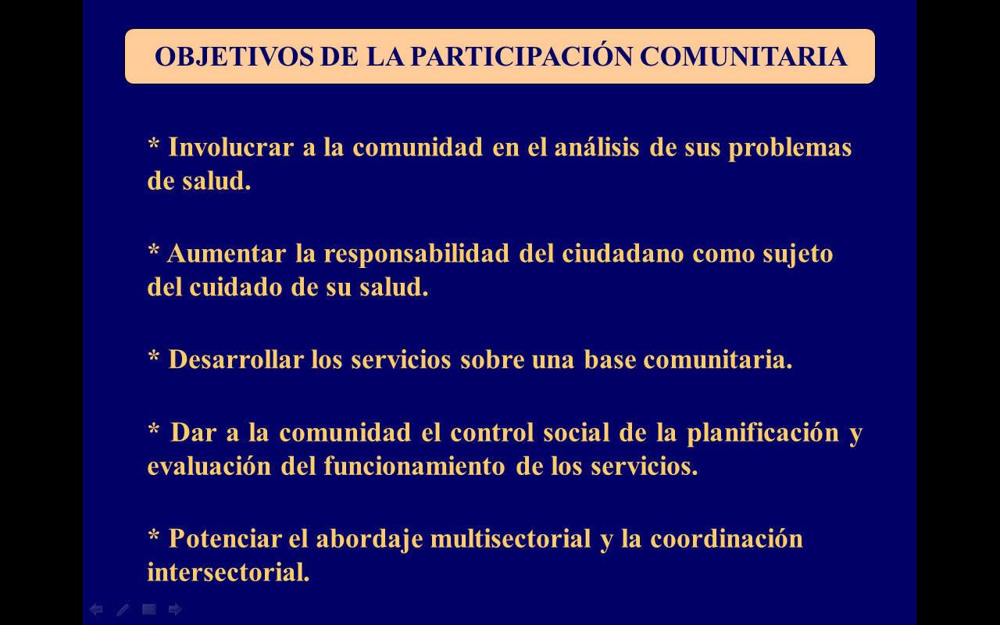 OBJETIVOS DE LA PARTICIPACIÓN COMUNITARIA
* Involucrar a la comunidad en el análisis de sus problemas
de salud.
* Aumentar la responsabilidad del ciudadano como sujeto
del cuidado de su salud.
* Desarrollar los servicios sobre una base comunitaria.
* Dar a la comunidad el control social de la planificación y
evaluación del funcionamiento de los servicios.
* Potenciar el abordaje multisectorial y la coordinación
intersectorial.